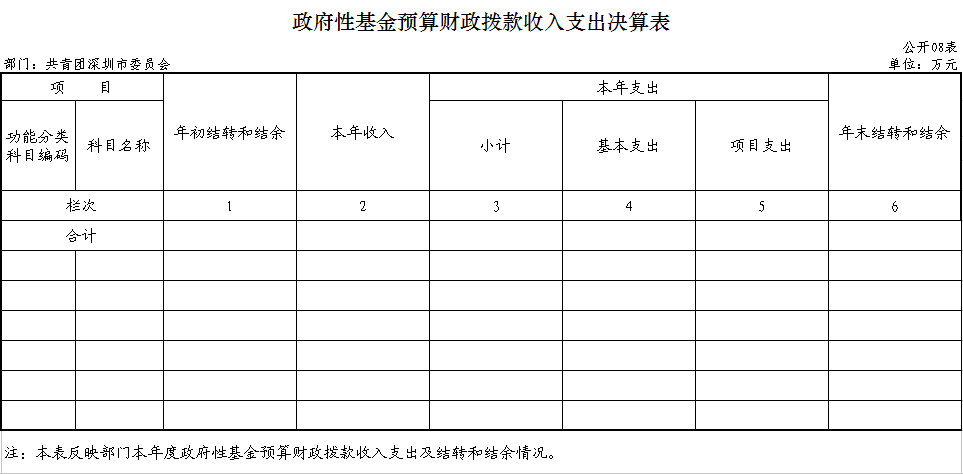 政府性基金预算财政拨款收入支出决算表
公开08表
部门：共青团深圳市委员会
单位：万元
项 目
年初结转和结余
本年收入
本年支出
年末结转和结余
功能分类
科目编码
科目名称
小计
基本支出
项目支出
栏次
1
2
3
4
5
6
合计
注：本表反映部门本年度政府性基金预算财政拨款收入支出及结转和结余情况。